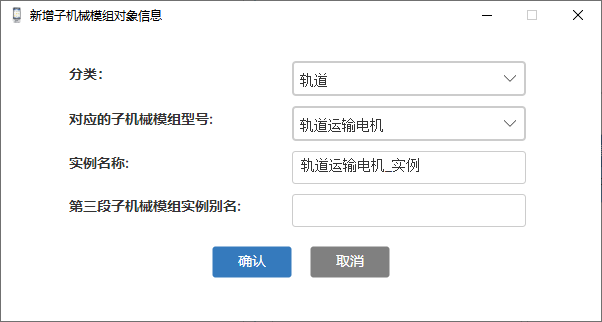 新增子机械模组对象信息
分类：
轨道
对应的子机械模组型号:
轨道运输电机
实例名称:
轨道运输电机_实例
第三段子机械模组实例别名:
确认
取消